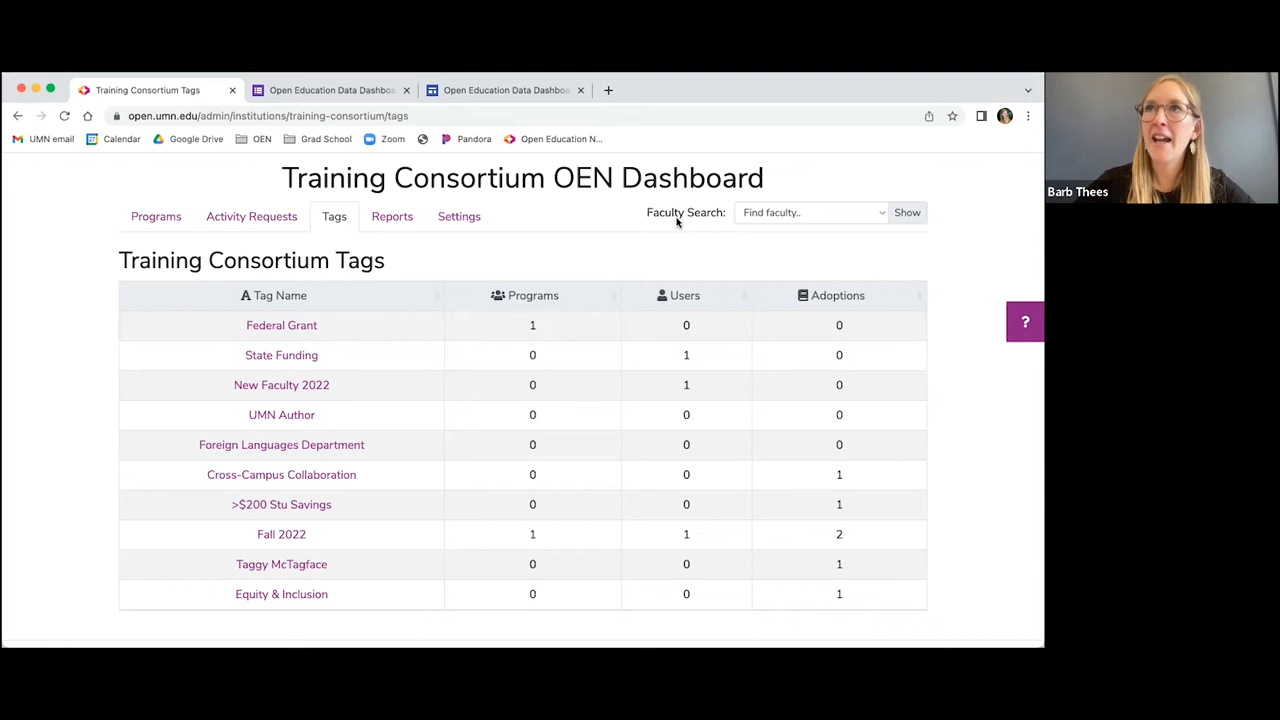 Training Consortium Tags
Open Education Data Dashbo
Open Education Data Dashbo
open.umn.edu/admin/institutions/training-consortium/tags
UMN email Calendar Google Drive OEN Grad School Zoom Pandora Open Education N...
Training Consortium OEN Dashboard
Programs Activity Requests Tags Reports Settings Faculty Search: Find faculty.. Show
Training Consortium Tags
Tag Name Programs Users Adoptions
Federal Grant 1 0 0
State Funding 0 1 0
New Faculty 2022 0 1 0
UMN Author 0 0 0
Foreign Languages Department 0 0 0
Cross-Campus Collaboration 0 0 1
>$200 Stu Savings 0 0 1
Fall 2022 1 1 2
Taggy McTagface 0 0 1
Equity & Inclusion 0 0 1
?
Barb Thees